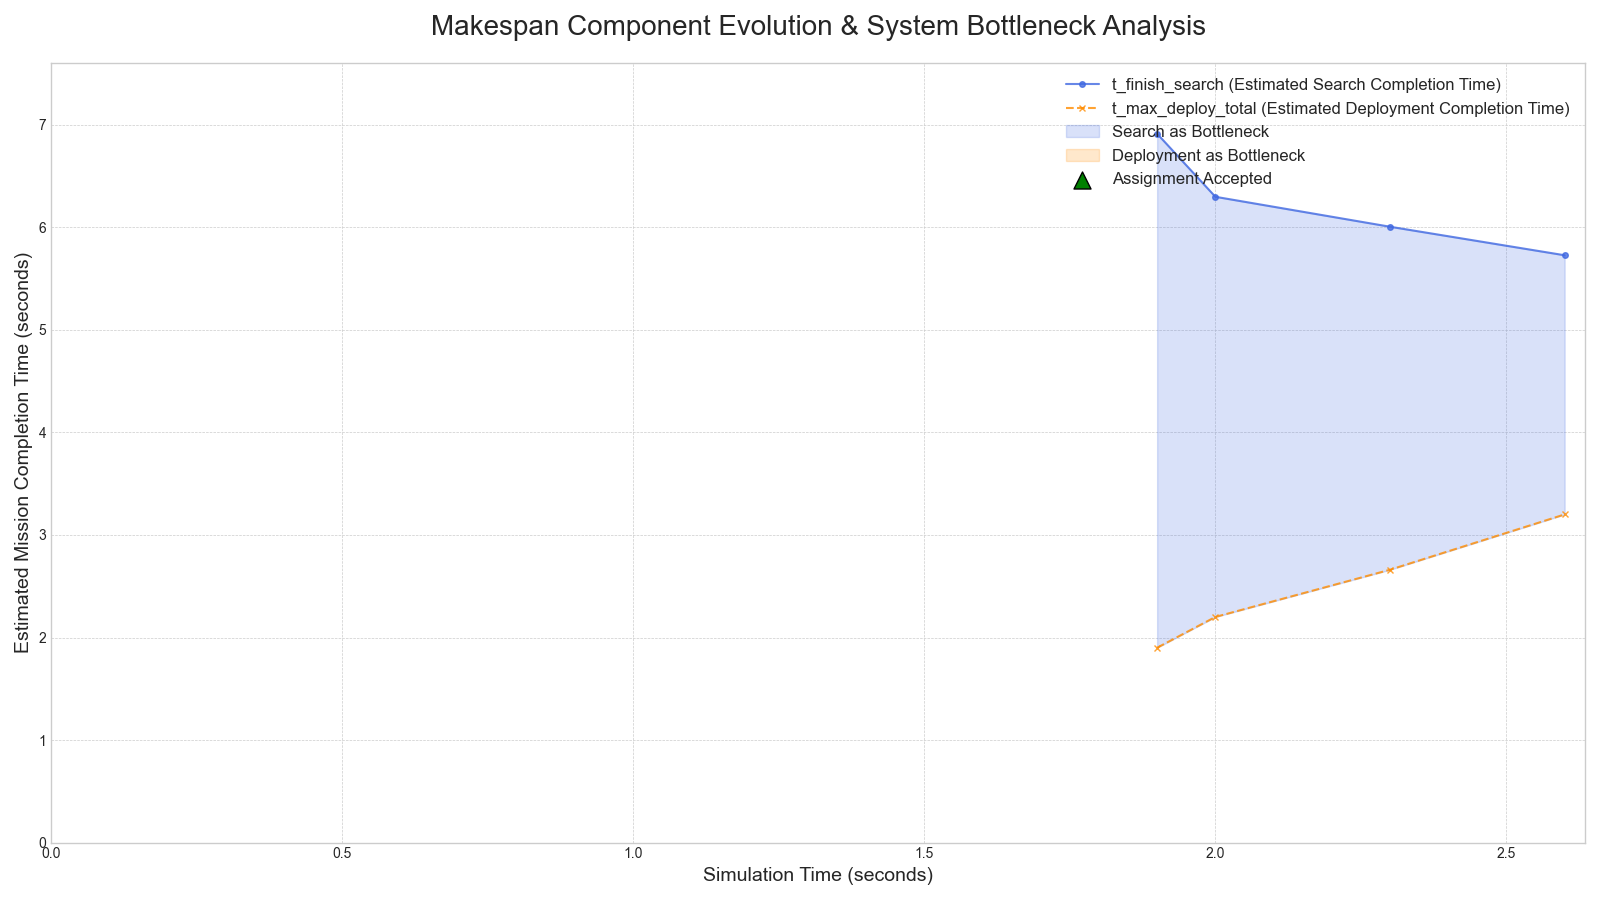 Makespan Component Evolution & System Bottleneck Analysis
t_finish_search (Estimated Search Completion Time)
t_max_deploy_total (Estimated Deployment Completion Time)
Search as Bottleneck
Deployment as Bottleneck
Assignment Accepted
Estimated Mission Completion Time (seconds)
7
6
5
4
3
2
1
0
0.0 0.5 1.0 1.5 2.0 2.5
Simulation Time (seconds)